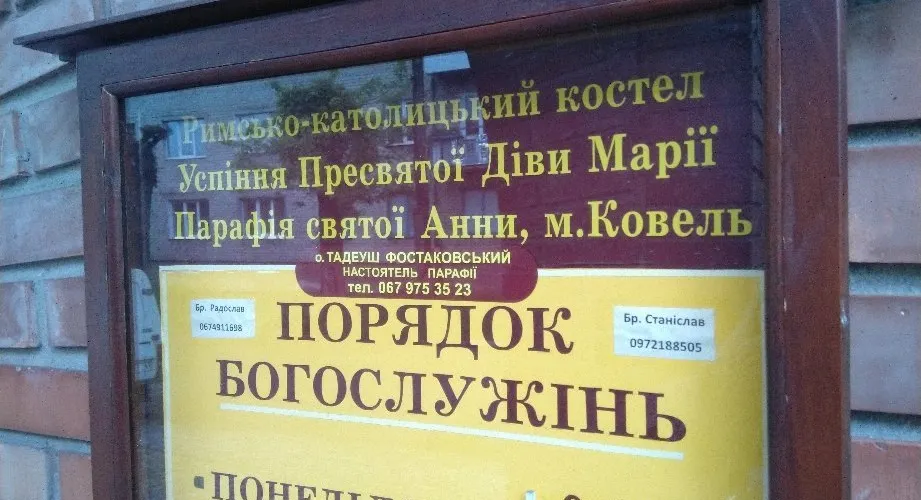 Римсько-католицький костел
Успіння Пресвятої Діви Марії
Парафія святої Анни, м.Ковель
о. ТАДЕУШ ФОСТАКОВСЬКИЙ
НАСТОЯТЕЛЬ ПАРАФІЇ
тел. 067 975 35 23
Бр. Радослав
0674911698
Бр. Станіслав
0972188505
ПОРЯДОК
БОГОСЛУЖІНЬ